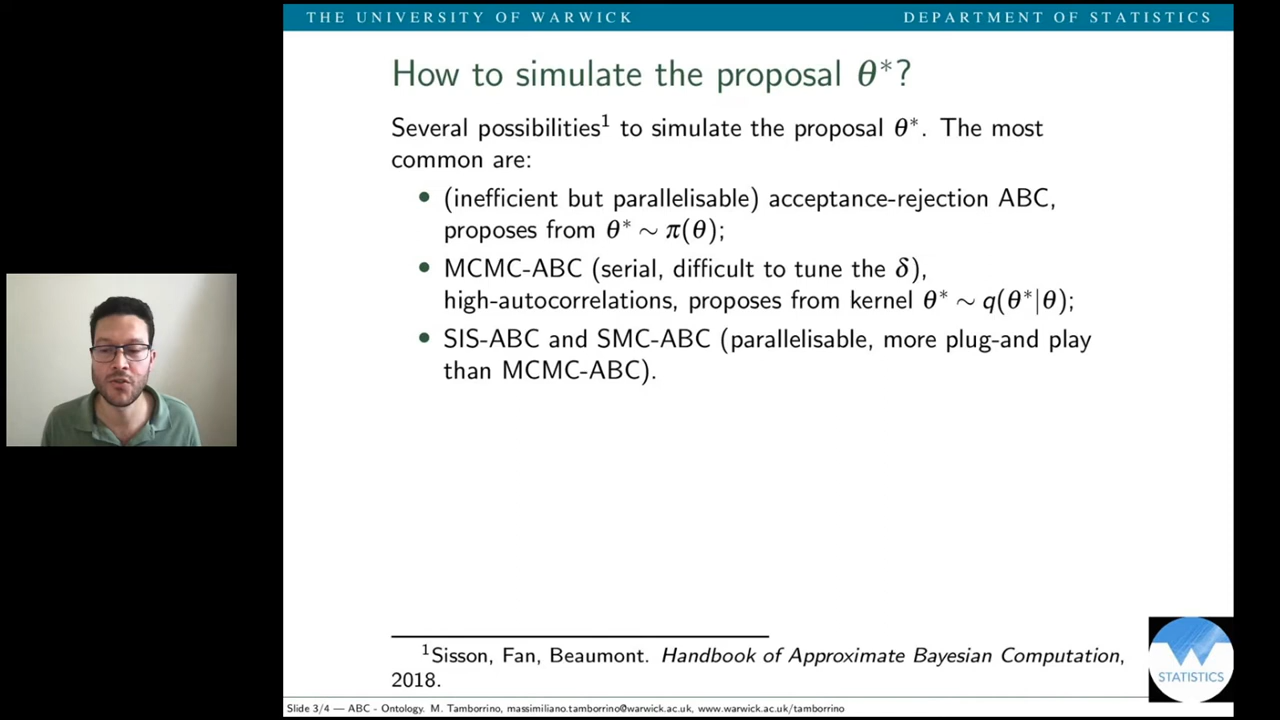 THE UNIVERSITY OF WARWICK
DEPARTMENT OF STATISTICS
How to simulate the proposal θ*?
Several possibilities¹ to simulate the proposal θ*. The most
common are:
• (inefficient but parallelisable) acceptance-rejection ABC,
proposes from θ* ∼ π(θ);
• MCMC-ABC (serial, difficult to tune the δ),
high-autocorrelations, proposes from kernel θ* ∼ q(θ*|θ);
• SIS-ABC and SMC-ABC (parallelisable, more plug-and play
than MCMC-ABC).
¹Sisson, Fan, Beaumont. Handbook of Approximate Bayesian Computation,
2018.
W
STATISTICS
Slide 3/4 — ABC - Ontology. M. Tamborrino, massimiliano.tamborrino@warwick.ac.uk, www.warwick.ac.uk/tamborrino